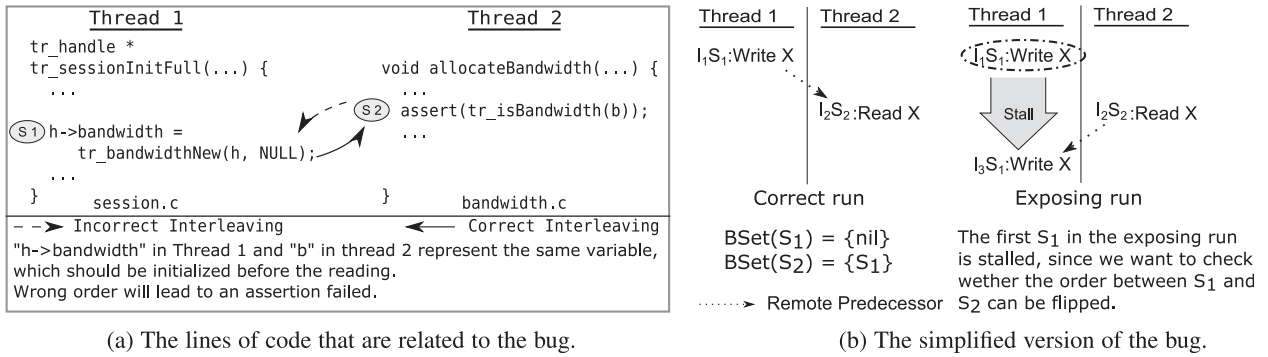 Thread 1
Thread 2
tr_handle *
tr_sessionInitFull(...) {
...
S 1 h->bandwidth =
tr_bandwidthNew(h, NULL);
...
}
session.c
void allocateBandwidth(...) {
...
S 2 assert(tr_isBandwidth(b));
...
}
bandwidth.c
Incorrect Interleaving
Correct Interleaving
"h->bandwidth" in Thread 1 and "b" in thread 2 represent the same variable,
which should be initialized before the reading.
Wrong order will lead to an assertion failed.
(a) The lines of code that are related to the bug.
Thread 1 Thread 2
I1S1:Write X
I2S2:Read X
Correct run
BSet(S1) = {nil}
BSet(S2) = {S1}
Remote Predecessor
Thread 1 Thread 2
I1S1:Write X
Stall
I2S2:Read X
I3S1:Write X
Exposing run
The first S1 in the exposing run
is stalled, since we want to check
wether the order between S1 and
S2 can be flipped.
(b) The simplified version of the bug.